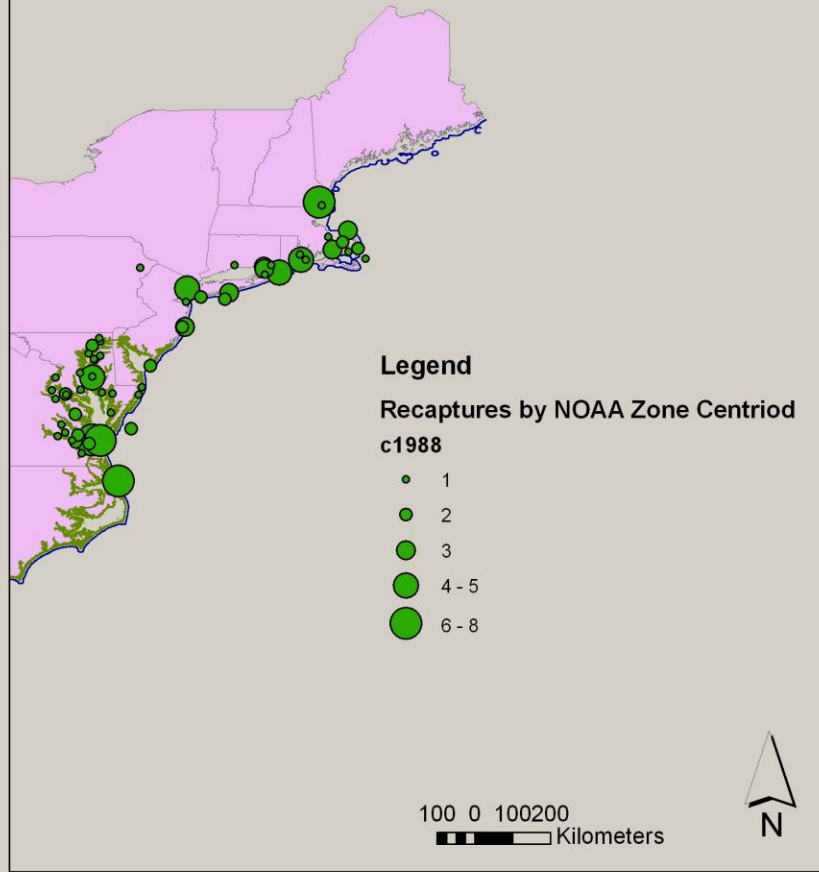 Legend
Recaptures by NOAA Zone Centriod
c1988
1
2
3
4 - 5
6 - 8
100 0 100200
Kilometers
N